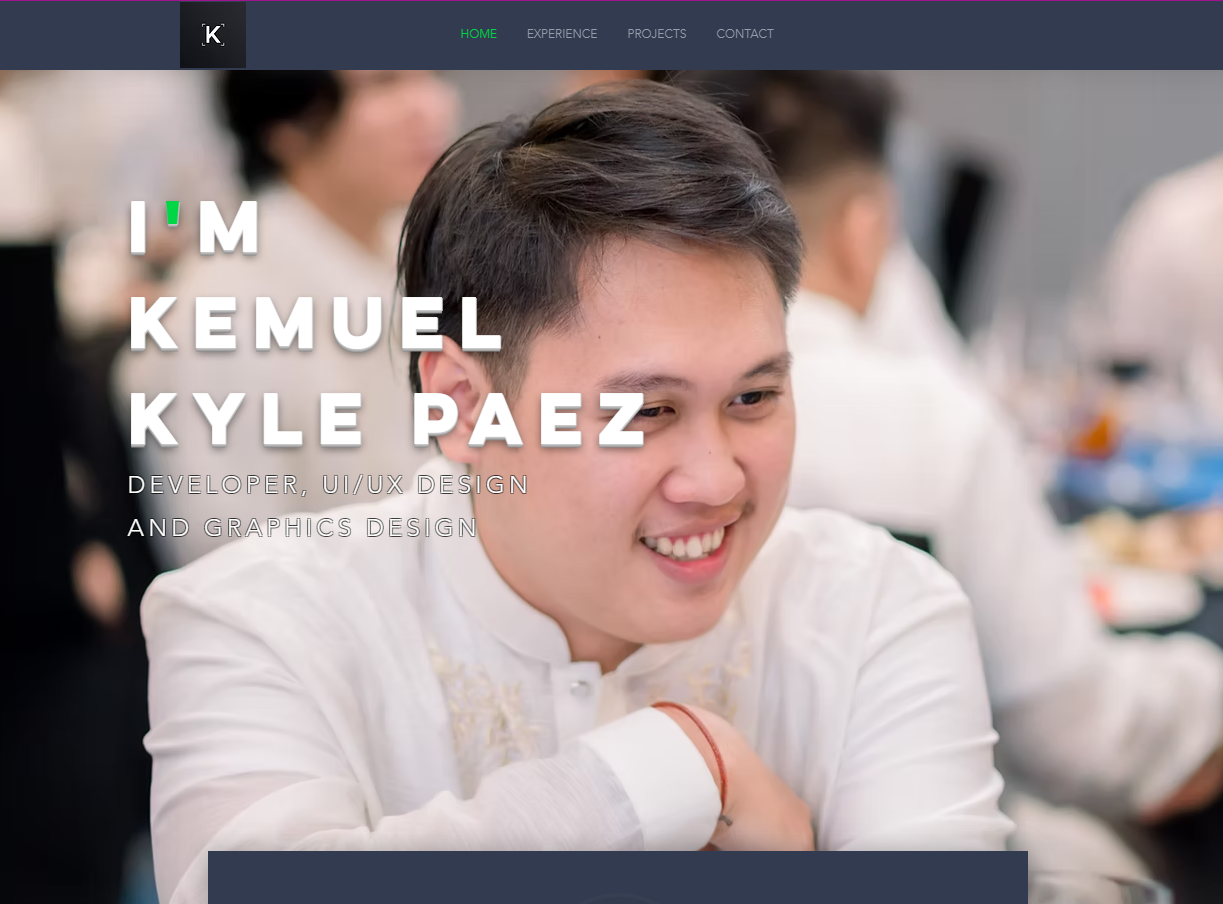 K
HOME EXPERIENCE PROJECTS CONTACT
I'M
KEMUEL
KYLE PAEZ
DEVELOPER, UI/UX DESIGN
AND GRAPHICS DESIGN